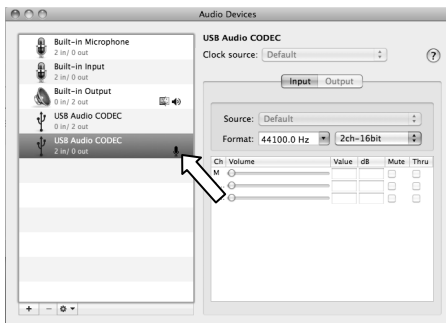 Audio Devices
Built-in Microphone
2 in/ 0 out
Built-in Input
2 in/ 0 out
Built-in Output
0 in/ 2 out
USB Audio CODEC
0 in/ 2 out
USB Audio CODEC
2 in/ 0 out
+ −
USB Audio CODEC
Clock source: Default
?
Input Output
Source: Default
Format: 44100.0 Hz 2ch-16bit
Ch Volume Value dB Mute Thru
M